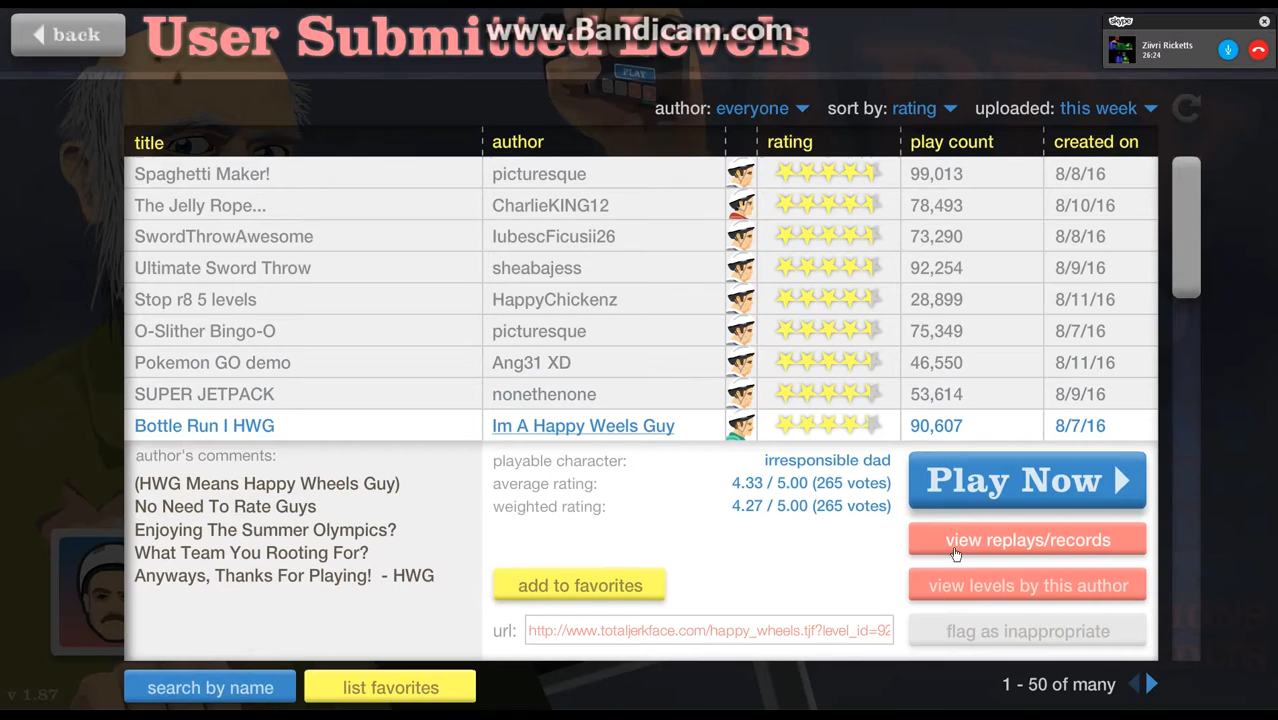 back
User Submitted Levels
www.Bandicam.com
skype
Ziivri Ricketts
26:24
PLAY
author: everyone sort by: rating uploaded: this week
title author rating play count created on
Spaghetti Maker! picturesque 99,013 8/8/16
The Jelly Rope... CharlieKING12 78,493 8/10/16
SwordThrowAwesome IubescFicusii26 73,290 8/8/16
Ultimate Sword Throw sheabajess 92,254 8/9/16
Stop r8 5 levels HappyChickenz 28,899 8/11/16
O-Slither Bingo-O picturesque 75,349 8/7/16
Pokemon GO demo Ang31 XD 46,550 8/11/16
SUPER JETPACK nonethenone 53,614 8/9/16
Bottle Run I HWG Im A Happy Weels Guy 90,607 8/7/16
author's comments:
(HWG Means Happy Wheels Guy)
No Need To Rate Guys
Enjoying The Summer Olympics?
What Team You Rooting For?
Anyways, Thanks For Playing! - HWG
playable character: irresponsible dad
average rating: 4.33 / 5.00 (265 votes)
weighted rating: 4.27 / 5.00 (265 votes)
add to favorites
url: http://www.totaljerkface.com/happy_wheels.tjf?level_id=92
Play Now
view replays/records
view levels by this author
flag as inappropriate
search by name
list favorites
1 - 50 of many
v 1.87